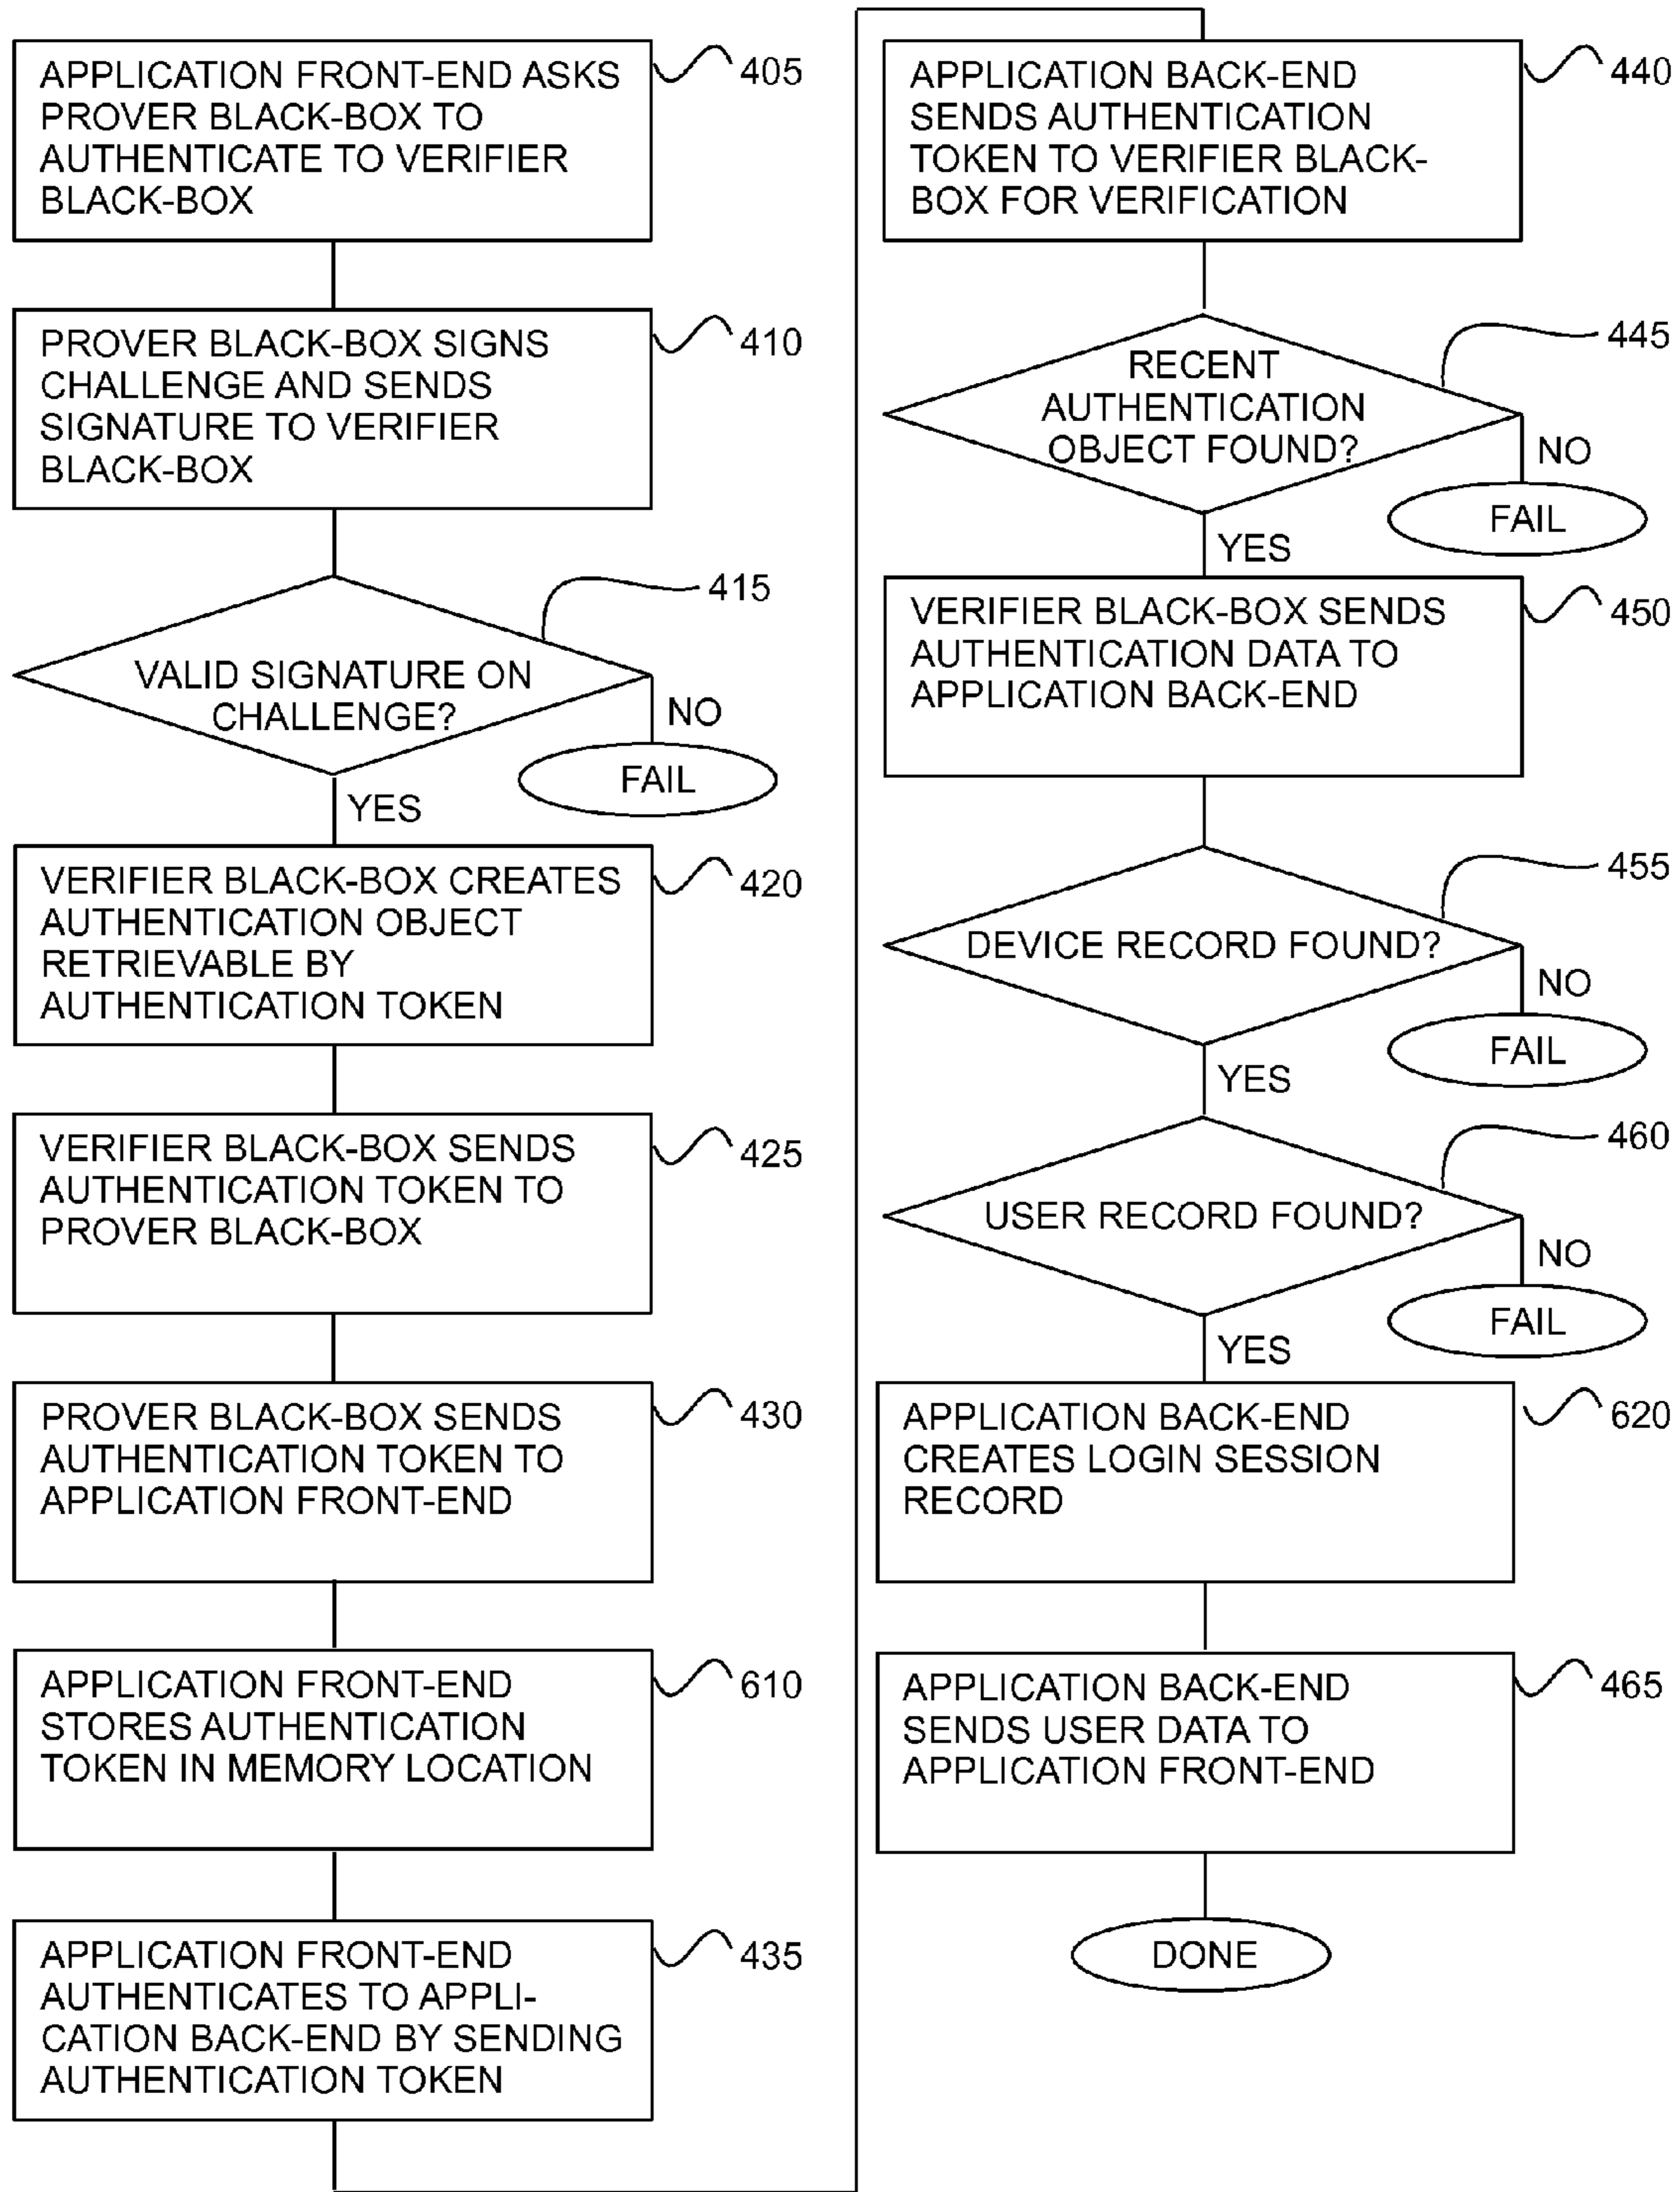 APPLICATION FRONT-END ASKS
PROVER BLACK-BOX TO
AUTHENTICATE TO VERIFIER
BLACK-BOX
405
PROVER BLACK-BOX SIGNS
CHALLENGE AND SENDS
SIGNATURE TO VERIFIER
BLACK-BOX
410
415
VALID SIGNATURE ON
CHALLENGE?
NO
FAIL
YES
VERIFIER BLACK-BOX CREATES
AUTHENTICATION OBJECT
RETRIEVABLE BY
AUTHENTICATION TOKEN
420
VERIFIER BLACK-BOX SENDS
AUTHENTICATION TOKEN TO
PROVER BLACK-BOX
425
PROVER BLACK-BOX SENDS
AUTHENTICATION TOKEN TO
APPLICATION FRONT-END
430
APPLICATION FRONT-END
STORES AUTHENTICATION
TOKEN IN MEMORY LOCATION
610
APPLICATION FRONT-END
AUTHENTICATES TO APPLI-
CATION BACK-END BY SENDING
AUTHENTICATION TOKEN
435
APPLICATION BACK-END
SENDS AUTHENTICATION
TOKEN TO VERIFIER BLACK-
BOX FOR VERIFICATION
440
445
RECENT
AUTHENTICATION
OBJECT FOUND?
NO
FAIL
YES
VERIFIER BLACK-BOX SENDS
AUTHENTICATION DATA TO
APPLICATION BACK-END
450
455
DEVICE RECORD FOUND?
NO
FAIL
YES
460
USER RECORD FOUND?
NO
FAIL
YES
APPLICATION BACK-END
CREATES LOGIN SESSION
RECORD
620
APPLICATION BACK-END
SENDS USER DATA TO
APPLICATION FRONT-END
465
DONE